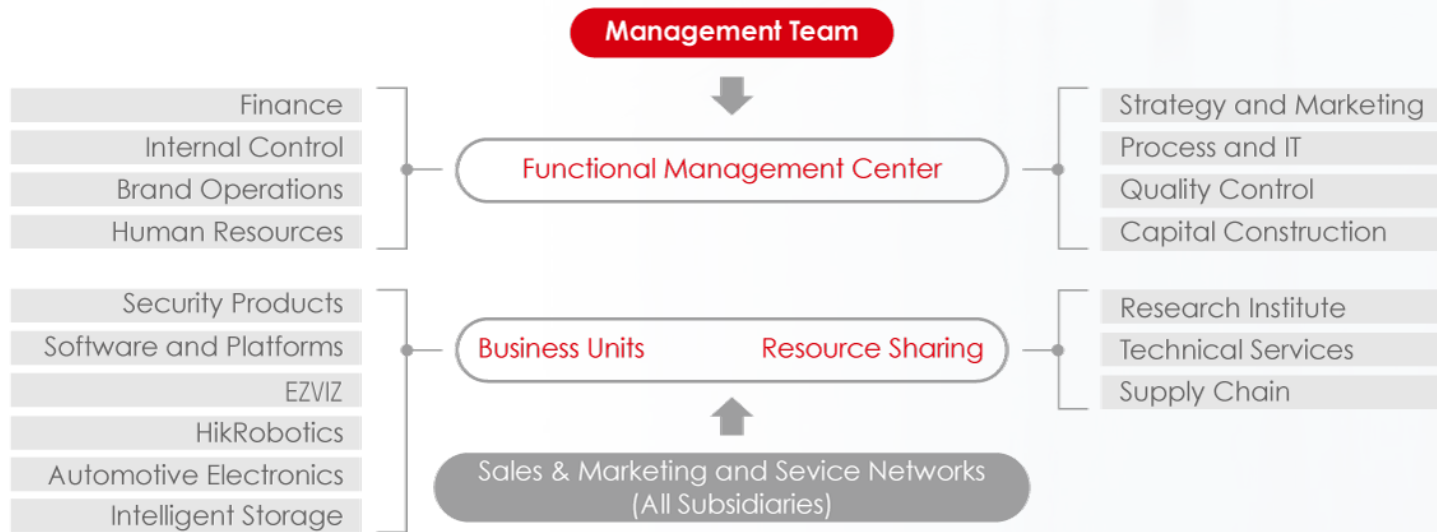 Management Team
Finance
Internal Control
Brand Operations
Human Resources
Functional Management Center
Strategy and Marketing
Process and IT
Quality Control
Capital Construction
Security Products
Software and Platforms
EZVIZ
HikRobotics
Automotive Electronics
Intelligent Storage
Business Units
Resource Sharing
Research Institute
Technical Services
Supply Chain
Sales & Marketing and Sevice Networks
(All Subsidiaries)